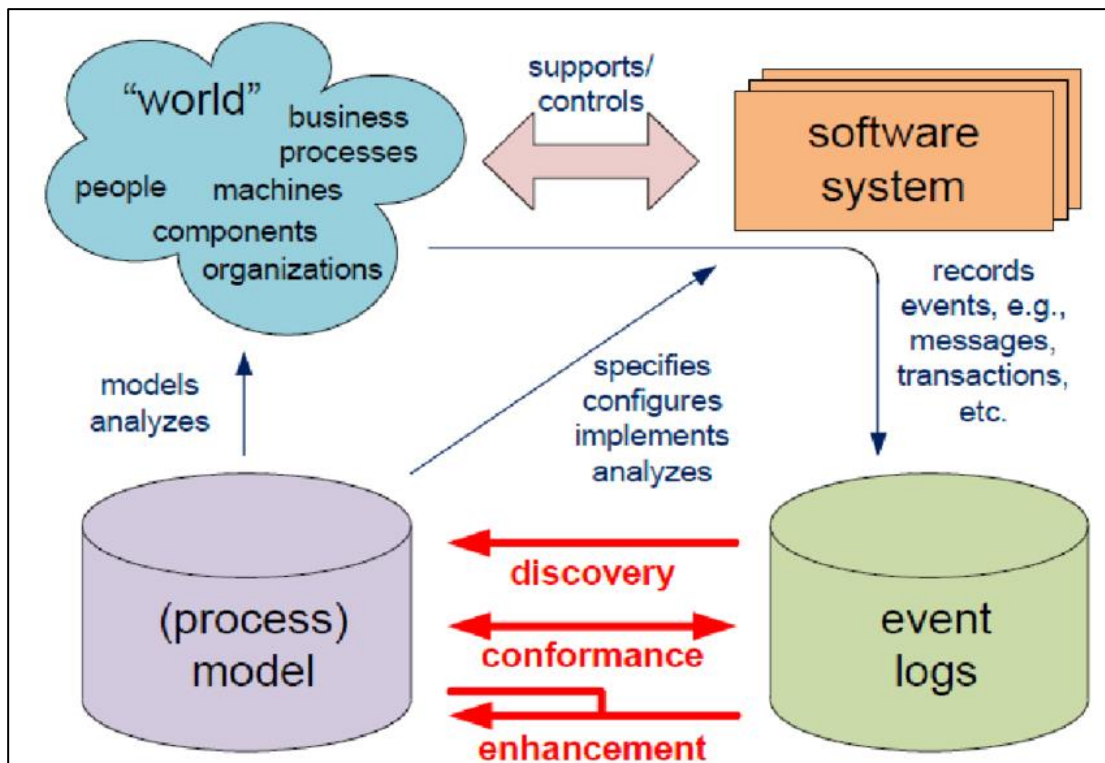 “world”
business
processes
people
machines
components
organizations
supports/
controls
software
system
records
events, e.g.,
messages,
transactions,
etc.
models
analyzes
specifies
configures
implements
analyzes
(process)
model
discovery
conformance
enhancement
event
logs